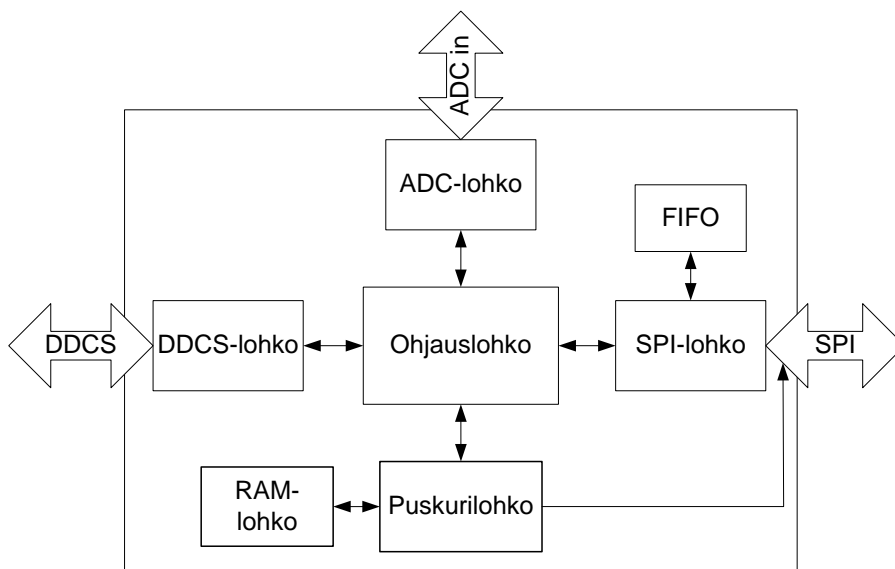 ADC in
ADC-lohko
FIFO
DDCS
DDCS-lohko
Ohjauslohko
SPI-lohko
SPI
RAM-
lohko
Puskurilohko